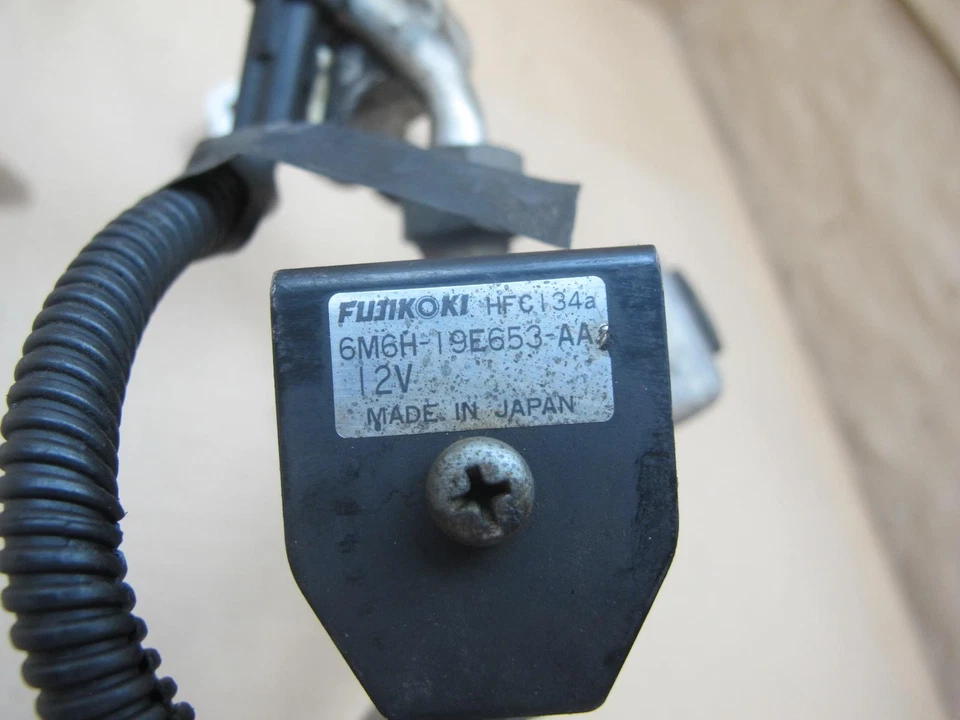 FUJIKOKI HFC134a
6M6H-19E653-AA
12V
MADE IN JAPAN